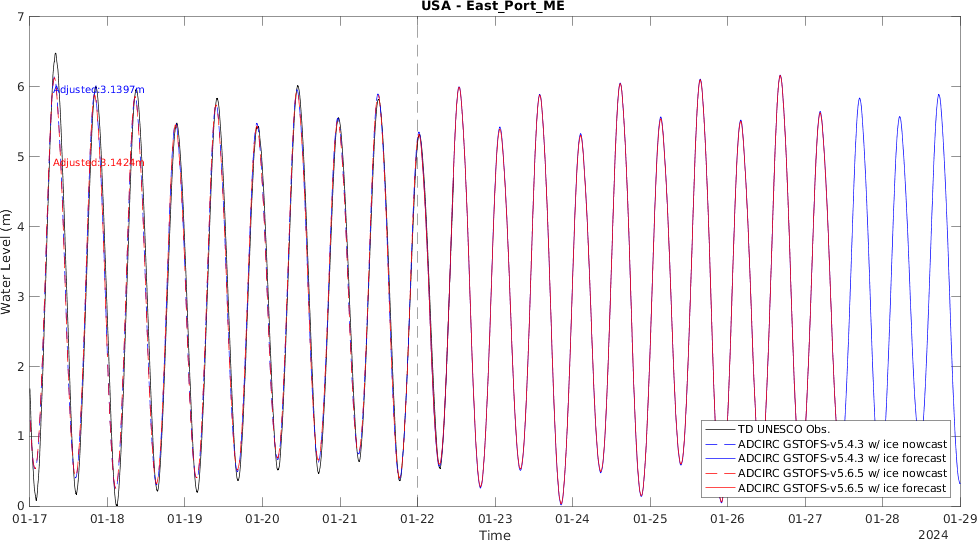 USA - East_Port_ME
7
6
5
4
3
2
1
0
Water Level (m)
Adjusted:3.1397m
Adjusted:3.1424m
TD UNESCO Obs.
ADCIRC GSTOFS-v5.4.3 w/ ice nowcast
ADCIRC GSTOFS-v5.4.3 w/ ice forecast
ADCIRC GSTOFS-v5.6.5 w/ ice nowcast
ADCIRC GSTOFS-v5.6.5 w/ ice forecast
01-17 01-18 01-19 01-20 01-21 01-22 01-23 01-24 01-25 01-26 01-27 01-28 01-29
Time
2024